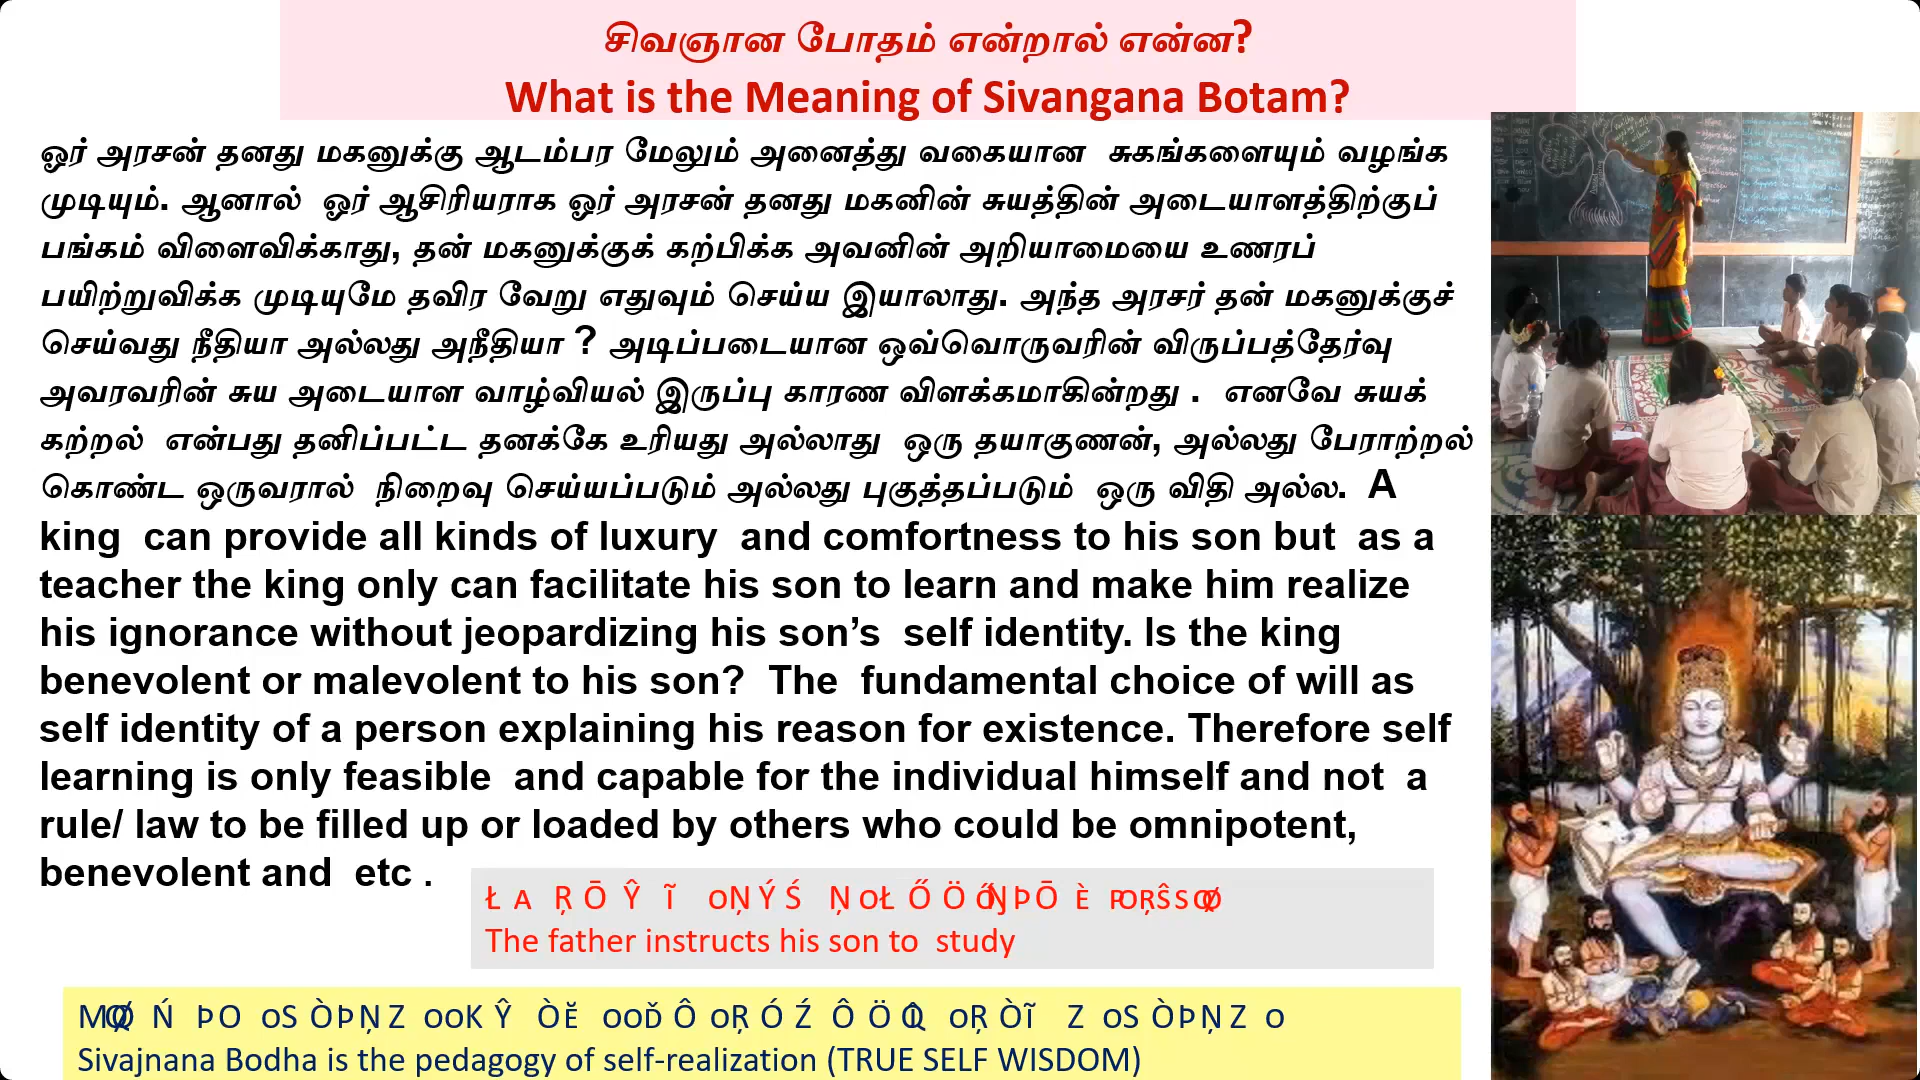 சிவஞான போதம் என்றால் என்ன?
What is the Meaning of Sivangana Botam?
ஓர் அரசன் தனது மகனுக்கு ஆடம்பர மேலும் அனைத்து வகையான சுகங்களையும் வழங்க
முடியும். ஆனால் ஓர் ஆசிரியராக ஓர் அரசன் தனது மகனின் சுயத்தின் அடையாளத்திற்குப்
பங்கம் விளைவிக்காது, தன் மகனுக்குக் கற்பிக்க அவனின் அறியாமையை உணரப்
பயிற்றுவிக்க முடியுமே தவிர வேறு எதுவும் செய்ய இயாலாது. அந்த அரசர் தன் மகனுக்குச்
செய்வது நீதியா அல்லது அநீதியா ? அடிப்படையான ஒவ்வொருவரின் விருப்பத்தேர்வு
அவரவரின் சுய அடையாள வாழ்வியல் இருப்பு காரண விளக்கமாகின்றது . எனவே சுயக்
கற்றல் என்பது தனிப்பட்ட தனக்கே உரியது அல்லாது ஒரு தயாகுணன், அல்லது பேராற்றல்
கொண்ட ஒருவரால் நிறைவு செய்யப்படும் அல்லது புகுத்தப்படும் ஒரு விதி அல்ல. A
king can provide all kinds of luxury and comfortness to his son but as a
teacher the king only can facilitate his son to learn and make him realize
his ignorance without jeopardizing his son’s self identity. Is the king
benevolent or malevolent to his son? The fundamental choice of will as
self identity of a person explaining his reason for existence. Therefore self
learning is only feasible and capable for the individual himself and not a
rule/ law to be filled up or loaded by others who could be omnipotent,
benevolent and etc .
The father instructs his son to study
Sivajnana Bodha is the pedagogy of self-realization (TRUE SELF WISDOM)